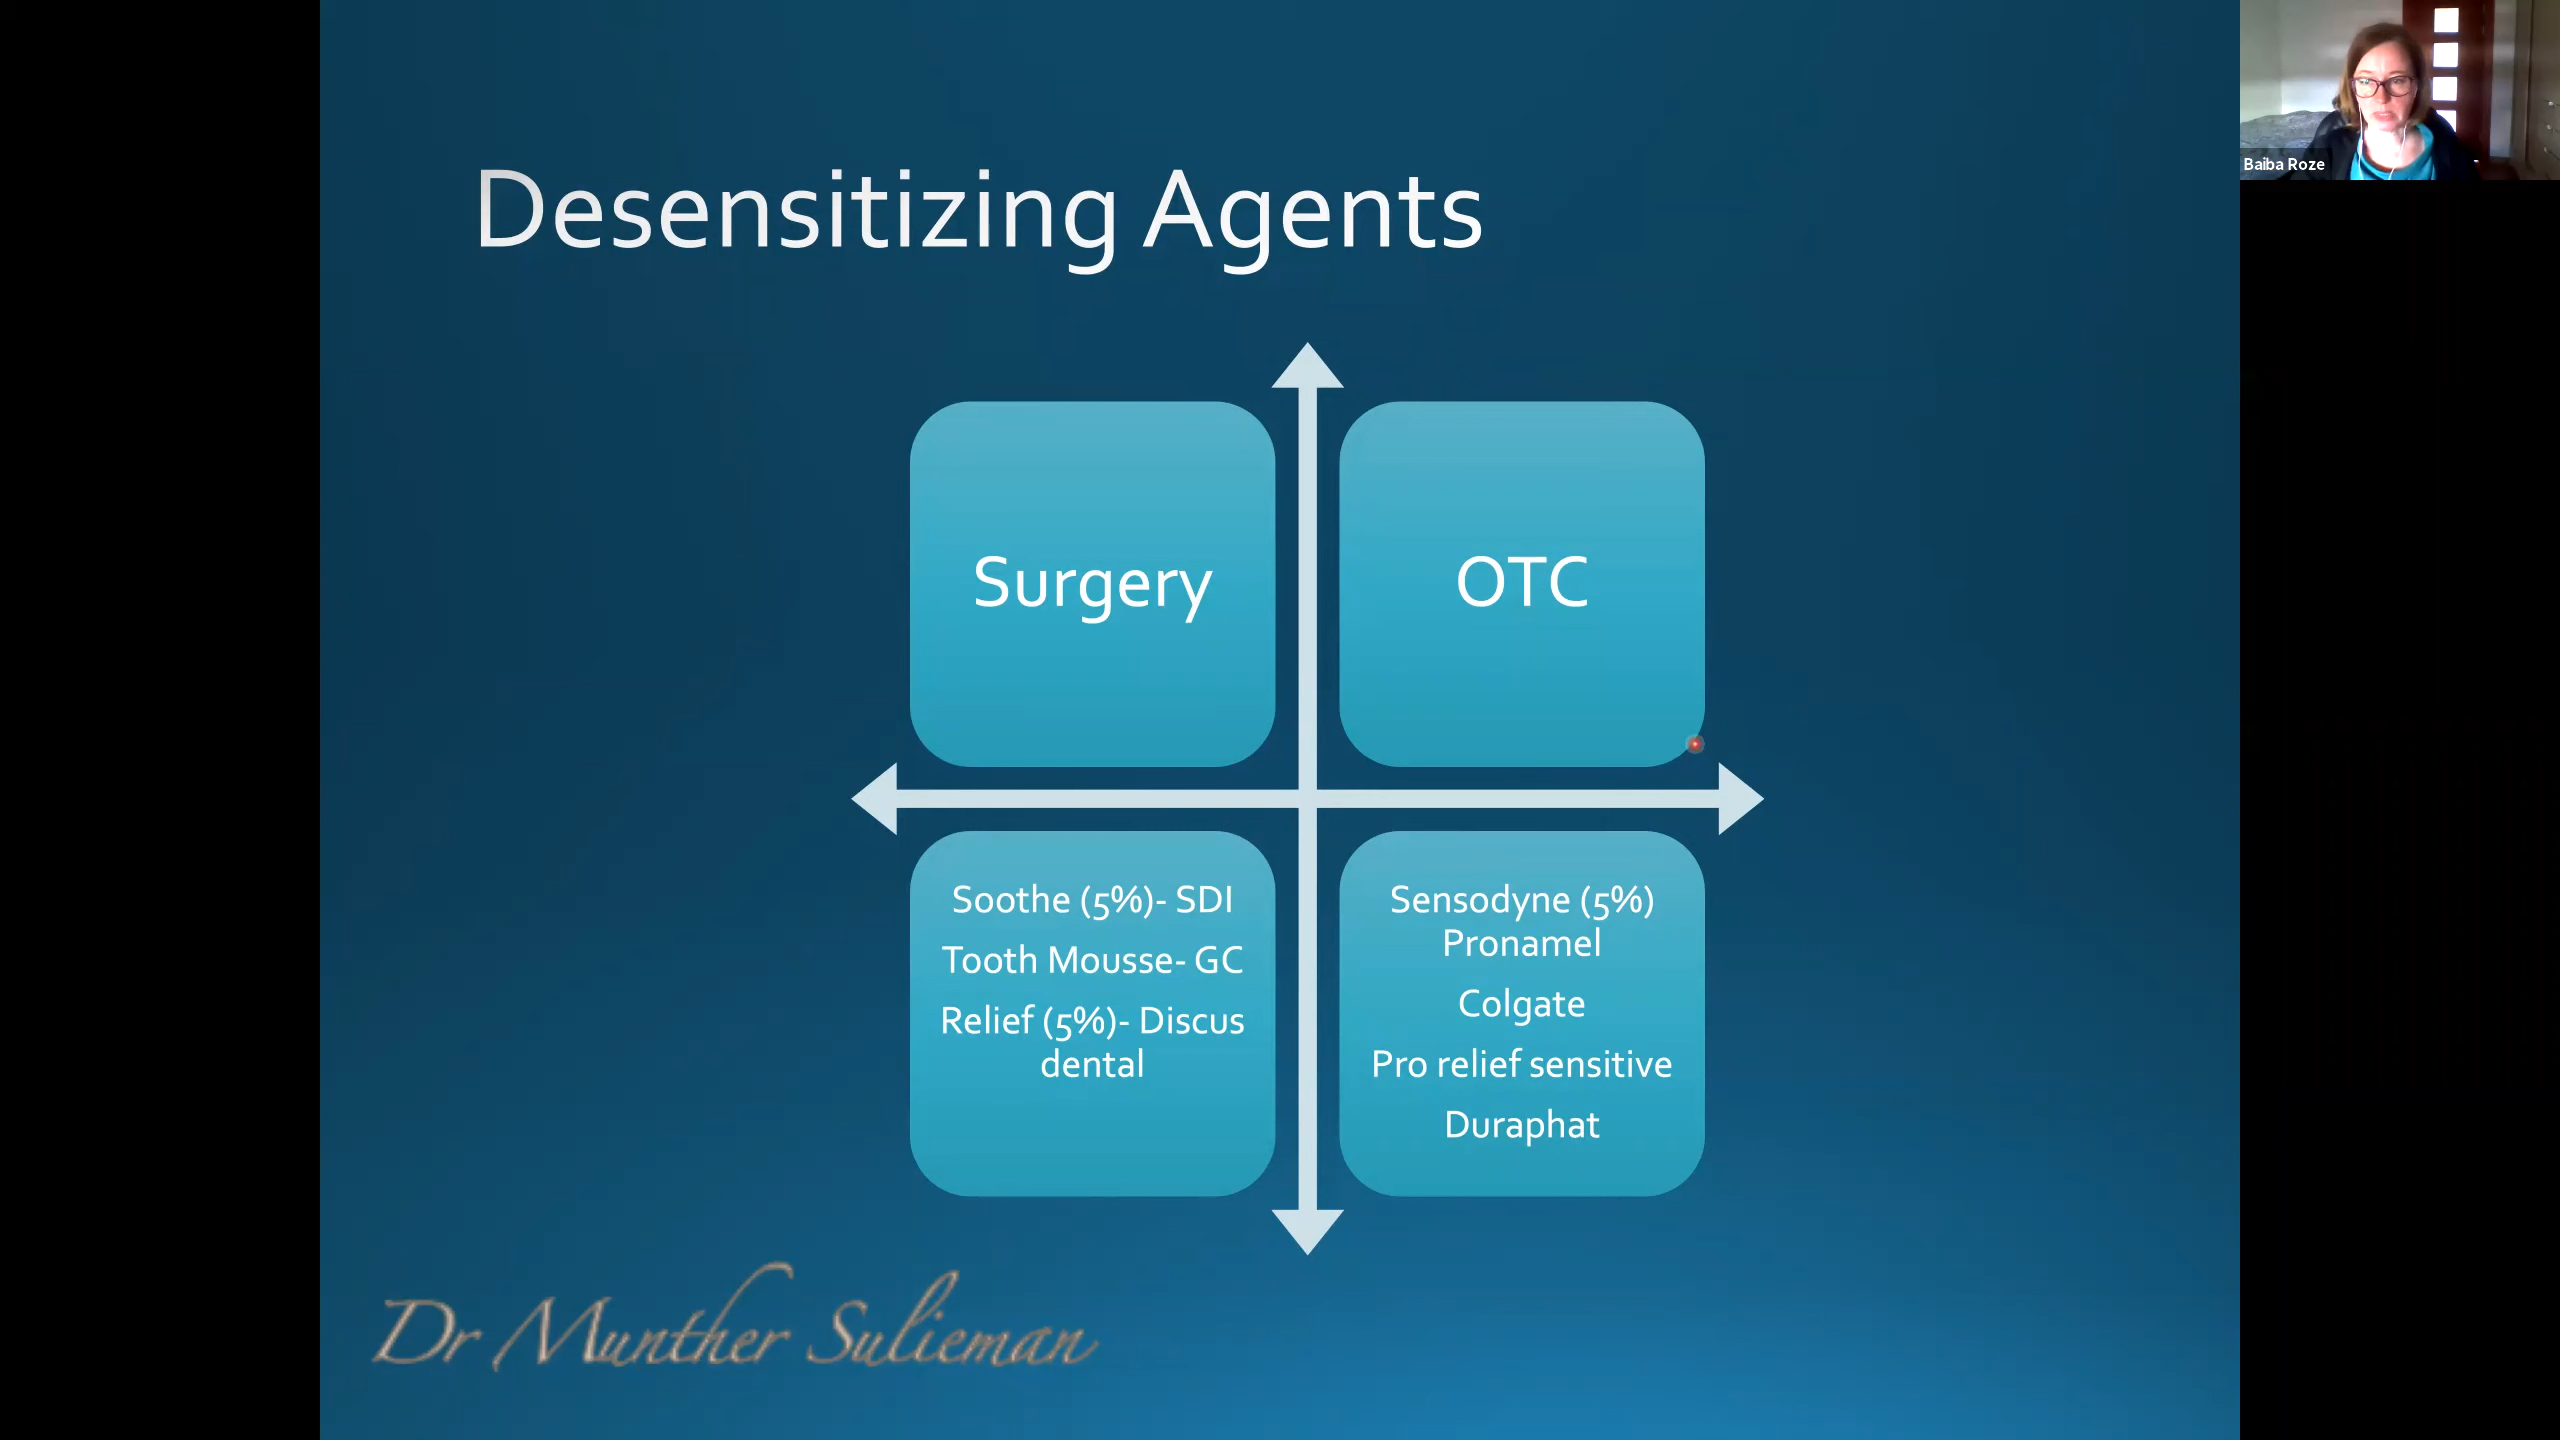 Desensitizing Agents
Baiba Roze
Surgery
OTC
Soothe (5%)- SDI
Tooth Mousse- GC
Relief (5%)- Discus
dental
Sensodyne (5%)
Pronamel
Colgate
Pro relief sensitive
Duraphat
Dr Munther Sulieman